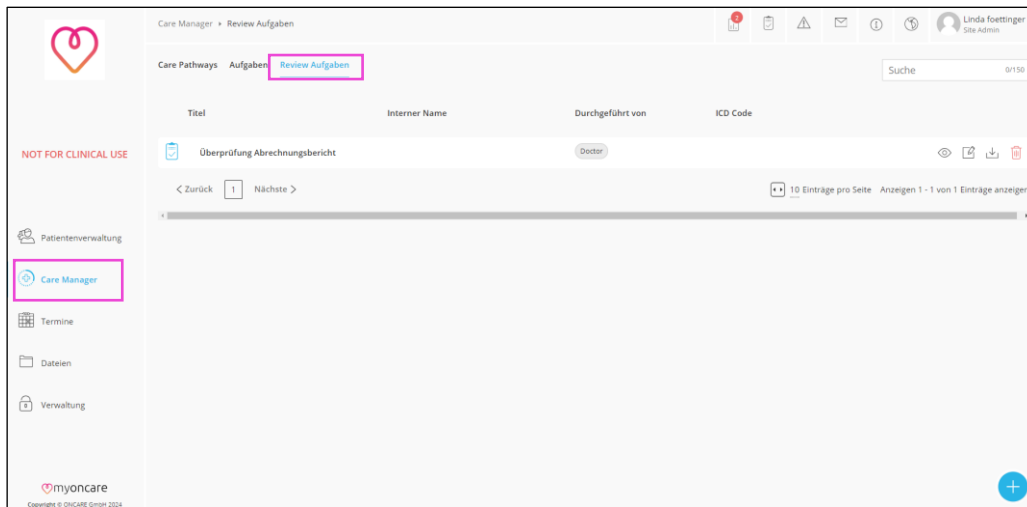 Care Manager ▸ Review Aufgaben
2
Linda foettinger
Site Admin
Care Pathways Aufgaben Review Aufgaben
Suche 0/150
Titel Interner Name Durchgeführt von ICD Code
NOT FOR CLINICAL USE
Überprüfung Abrechnungsbericht Doctor
< Zurück 1 Nächste >
10 Einträge pro Seite Anzeigen 1 - 1 von 1 Einträge anzeigen
Patientenverwaltung
Care Manager
Termine
Dateien
Verwaltung
myoncare
Copyright © ONCARE GmbH 2024